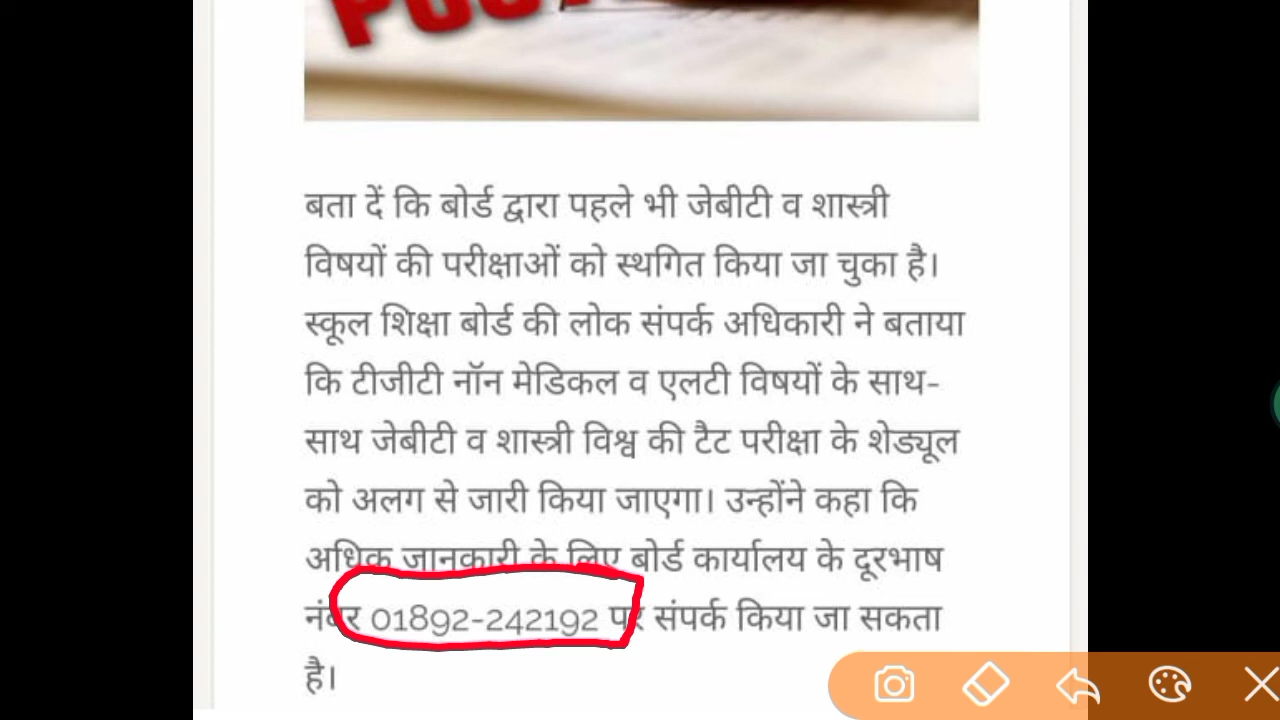 बता दें कि बोर्ड द्वारा पहले भी जेबीटी व शास्त्री
विषयों की परीक्षाओं को स्थगित किया जा चुका है।
स्कूल शिक्षा बोर्ड की लोक संपर्क अधिकारी ने बताया
कि टीजीटी नॉन मेडिकल व एलटी विषयों के साथ-
साथ जेबीटी व शास्त्री विश्व की टैट परीक्षा के शेड्यूल
को अलग से जारी किया जाएगा। उन्होंने कहा कि
अधिक जानकारी के लिए बोर्ड कार्यालय के दूरभाष
नंबर 01892-242192 पर संपर्क किया जा सकता
है।